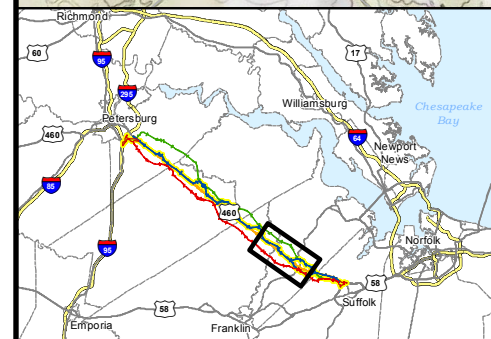 Richmond
60
95
17
295
Williamsburg
Chesapeake
Bay
Petersburg
460
64
Newport
News
85
460
95
Norfolk
58
Suffolk
58
Emporia
Franklin